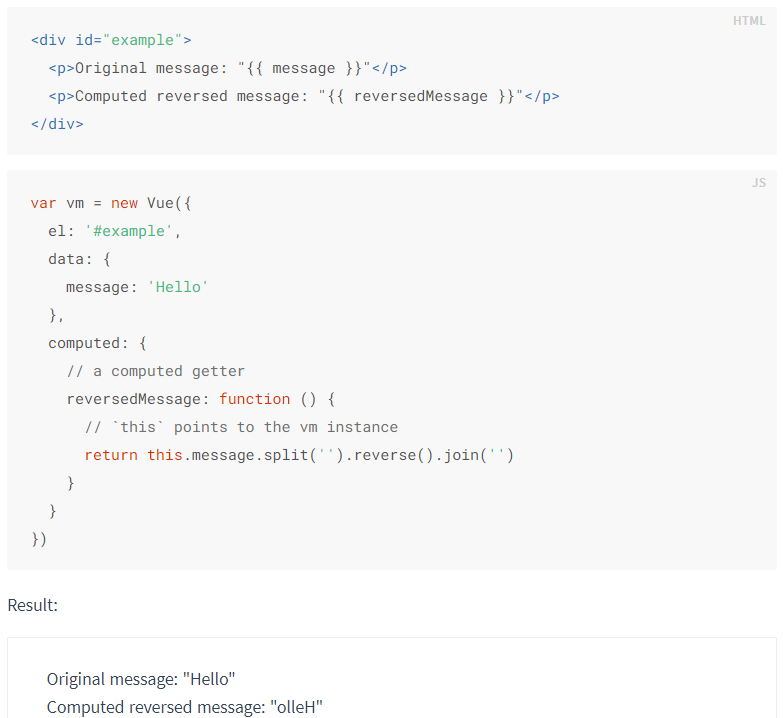 HTML
<div id="example">
  <p>Original message: "{{ message }}"</p>
  <p>Computed reversed message: "{{ reversedMessage }}"</p>
</div>
JS
var vm = new Vue({
  el: '#example',
  data: {
    message: 'Hello'
  },
  computed: {
    // a computed getter
    reversedMessage: function () {
      // `this` points to the vm instance
      return this.message.split('').reverse().join('')
    }
  }
})
Result:
Original message: "Hello"
Computed reversed message: "olleH"